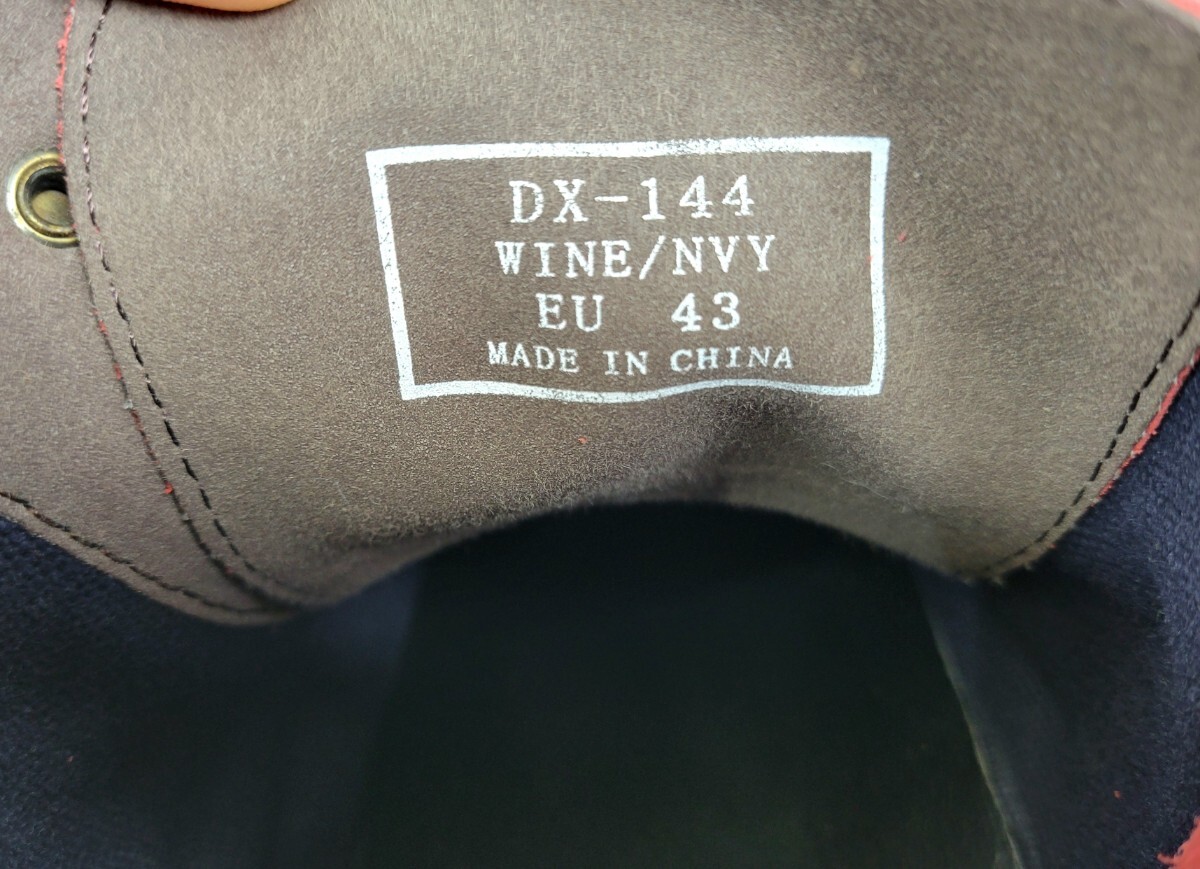 DX-144
WINE/NVY
EU 43
MADE IN CHINA